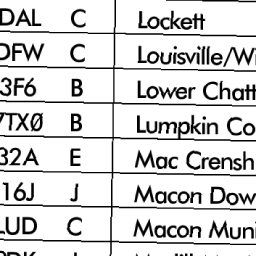 DAL C Lockett
DFW C Louisville/Wi
3F6 B Lower Chatt
7TX0 B Lumpkin Co
32A E Mac Crensh
16J J Macon Dow
LUD C Macon Muni